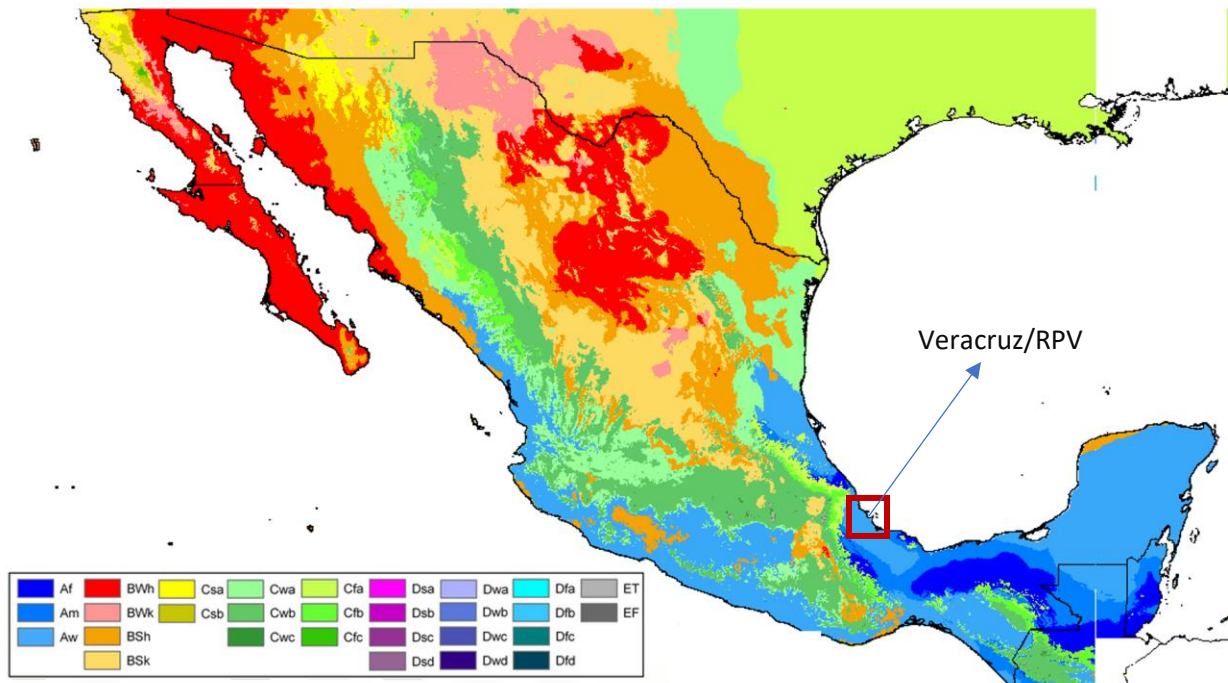 Veracruz/RPV
Af BWh Csa Cwa Cfa Dsa Dwa Dfa ET
Am BWk Csb Cwb Cfb Dsb Dwb Dfb EF
Aw BSh Cwc Cfc Dsc Dwc Dfc
BSk Dsd Dwd Dfd